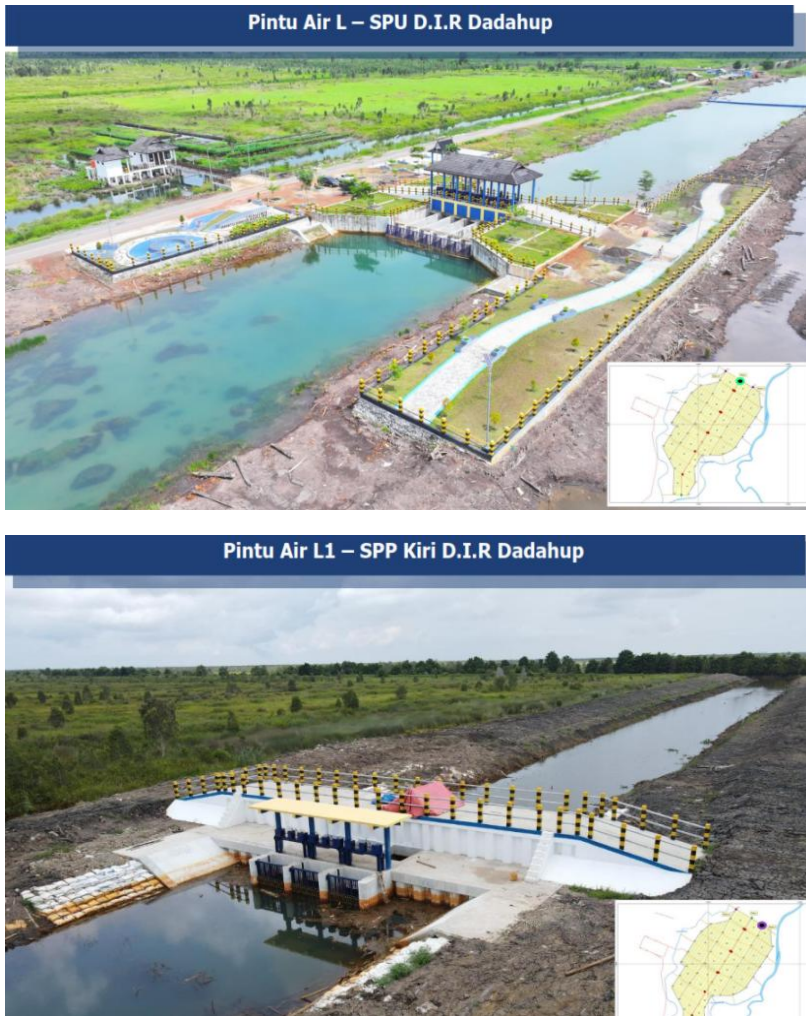 Pintu Air L – SPU D.I.R Dadahup
Pintu Air L1 – SPP Kiri D.I.R Dadahup